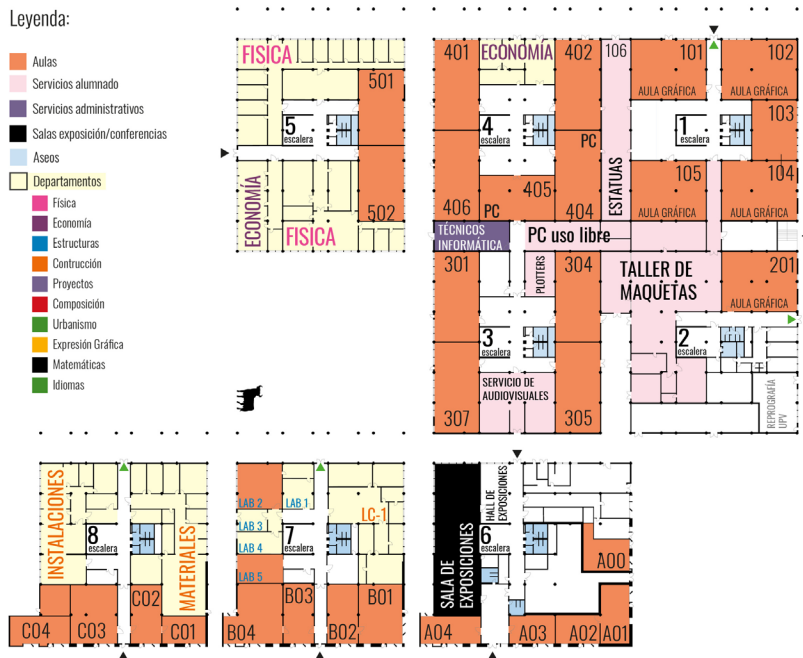 Leyenda:
Aulas
Servicios alumnado
Servicios administrativos
Salas exposición/conferencias
Aseos
Departamentos
Física
Economía
Estructuras
Contrucción
Proyectos
Composición
Urbanismo
Expresión Gráfica
Matemáticas
Idiomas
FISICA
501
5
escalera
ECONOMÍA
502
FISICA
401
ECONOMÍA
402
106
101
102
AULA GRÁFICA
AULA GRÁFICA
103
4
escalera
PC
1
escalera
ESTATUAS
405
105
104
406
PC
404
AULA GRÁFICA
AULA GRÁFICA
TÉCNICOS
INFORMÁTICA
PC uso libre
301
PLOTTERS
304
TALLER DE
MAQUETAS
201
AULA GRÁFICA
3
escalera
2
escalera
SERVICIO DE
AUDIOVISUALES
307
305
REPROGRAFÍA
UPV
INSTALACIONES
8
escalera
MATERIALES
C02
C04
C03
C01
LAB 2
LAB 1
LC-1
LAB 3
LAB 4
7
escalera
LAB 5
B03
B01
B04
B02
SALA DE
EXPOSICIONES
HALL DE
EXPOSICIONES
6
escalera
A00
A04
A03
A02
A01